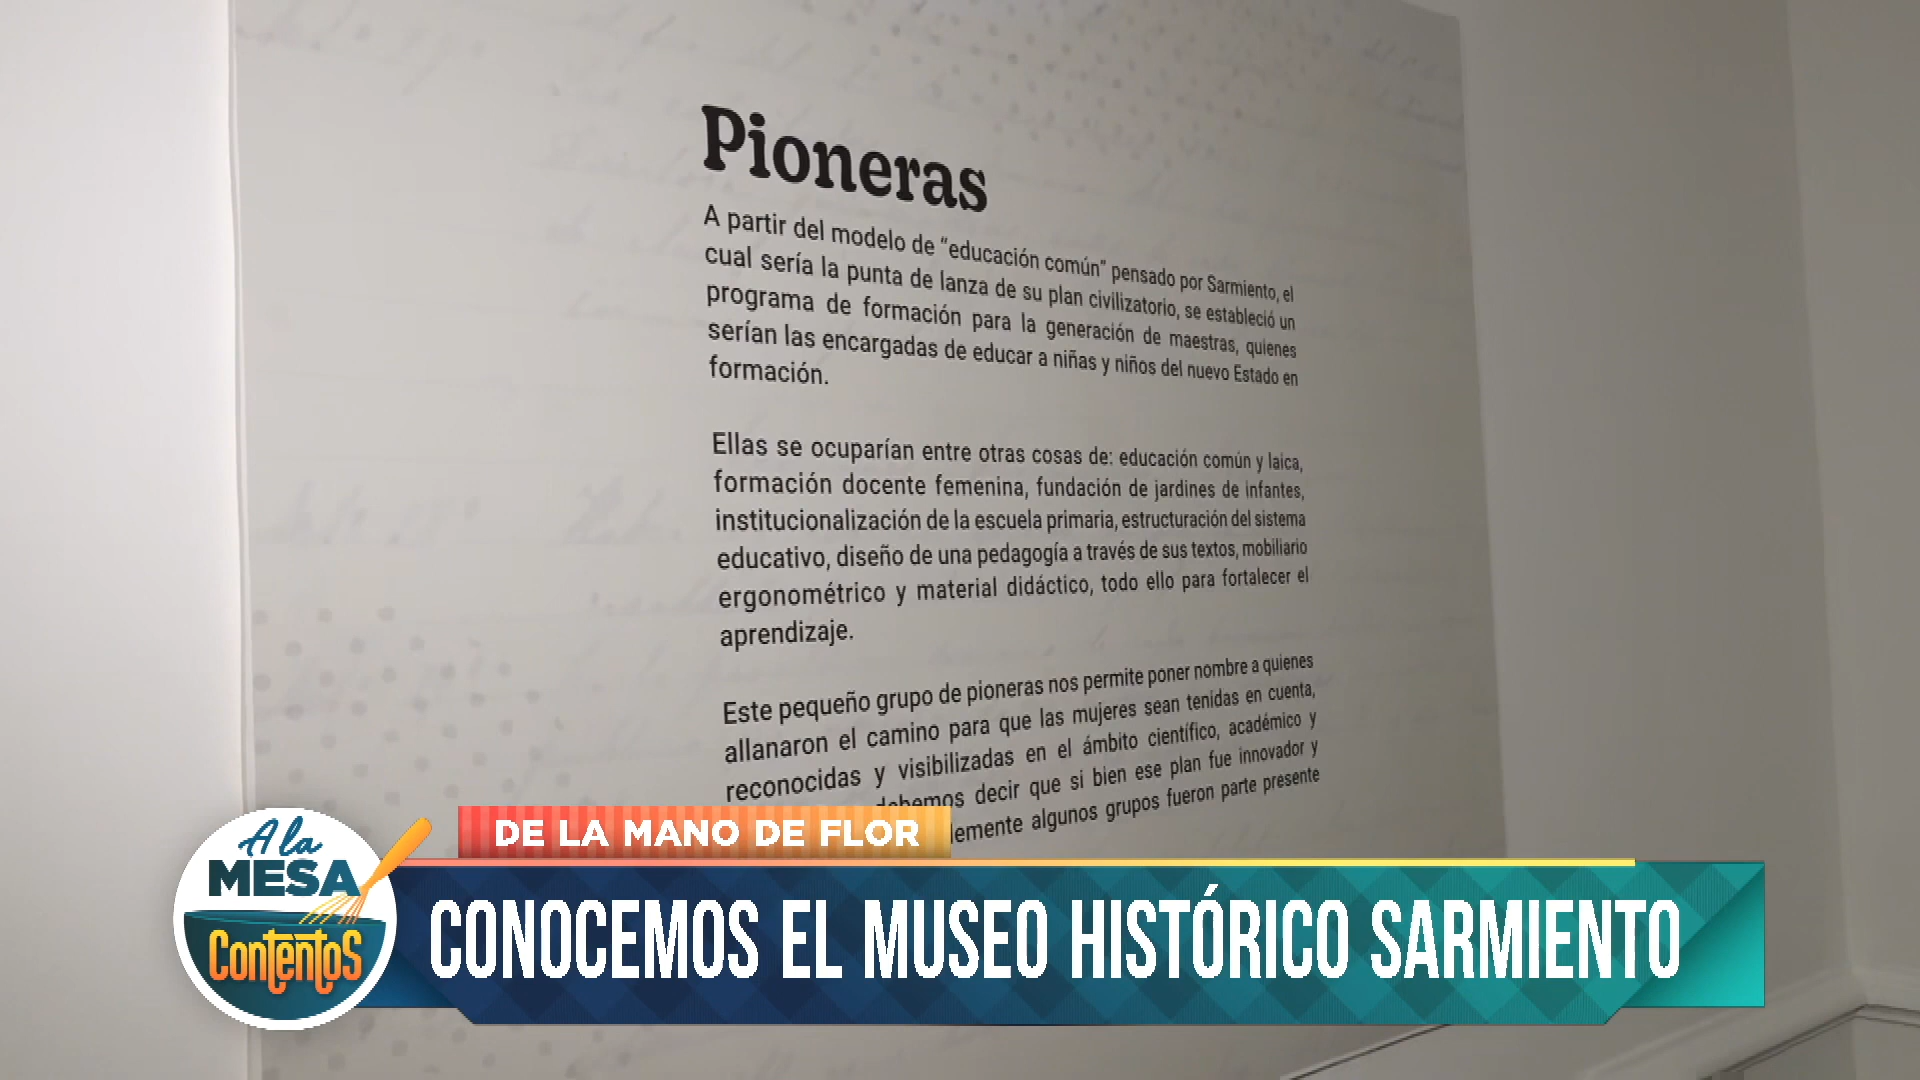 Pioneras
A partir del modelo de “educación común” pensado por Sarmiento, el
cual sería la punta de lanza de su plan civilizatorio, se estableció un
programa de formación para la generación de maestras, quienes
serían las encargadas de educar a niñas y niños del nuevo Estado en
formación.
Ellas se ocuparían entre otras cosas de: educación común y laica,
formación docente femenina, fundación de jardines de infantes,
institucionalización de la escuela primaria, estructuración del sistema
educativo, diseño de una pedagogía a través de sus textos, mobiliario
ergonométrico y material didáctico, todo ello para fortalecer el
aprendizaje.
Este pequeño grupo de pioneras nos permite poner nombre a quienes
allanaron el camino para que las mujeres sean tenidas en cuenta,
reconocidas y visibilizadas en el ámbito científico, académico y
debemos decir que si bien ese plan fue innovador y
algunos grupos fueron parte presente
DE LA MANO DE FLOR
A la
MESA
Contentos
CONOCEMOS EL MUSEO HISTÓRICO SARMIENTO